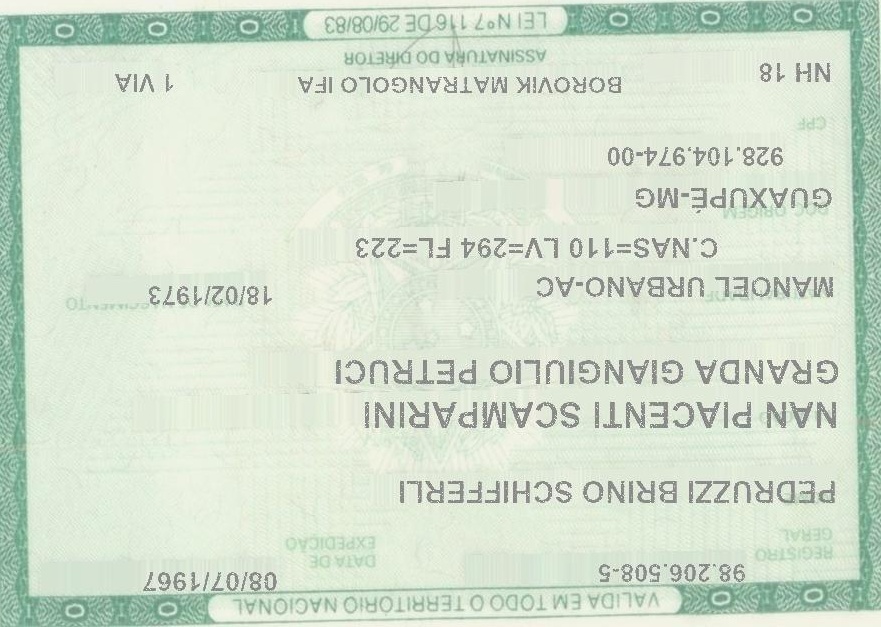 VALIDA EM TODO O TERRITÓRIO NACIONAL
REGISTRO GERAL 98.206.508-5 DATA DE EXPEDIÇÃO 08/07/1967
PEDRUZZI BRINO SCHIFFERLI
NAN PIACENTI SCAMPARINI
GRANDA GIANGIULIO PETRUCI
MANOEL URBANO-AC 18/02/1973
C.NAS=110 LV=294 FL=223
DOC ORIGEM
GUAXUPÉ-MG
928.104.974-00
CPF
NH 18 BOROVIK MATRANGOLO IFA 1 VIA
ASSINATURA DO DIRETOR
LEI Nº 7.116 DE 29/08/83